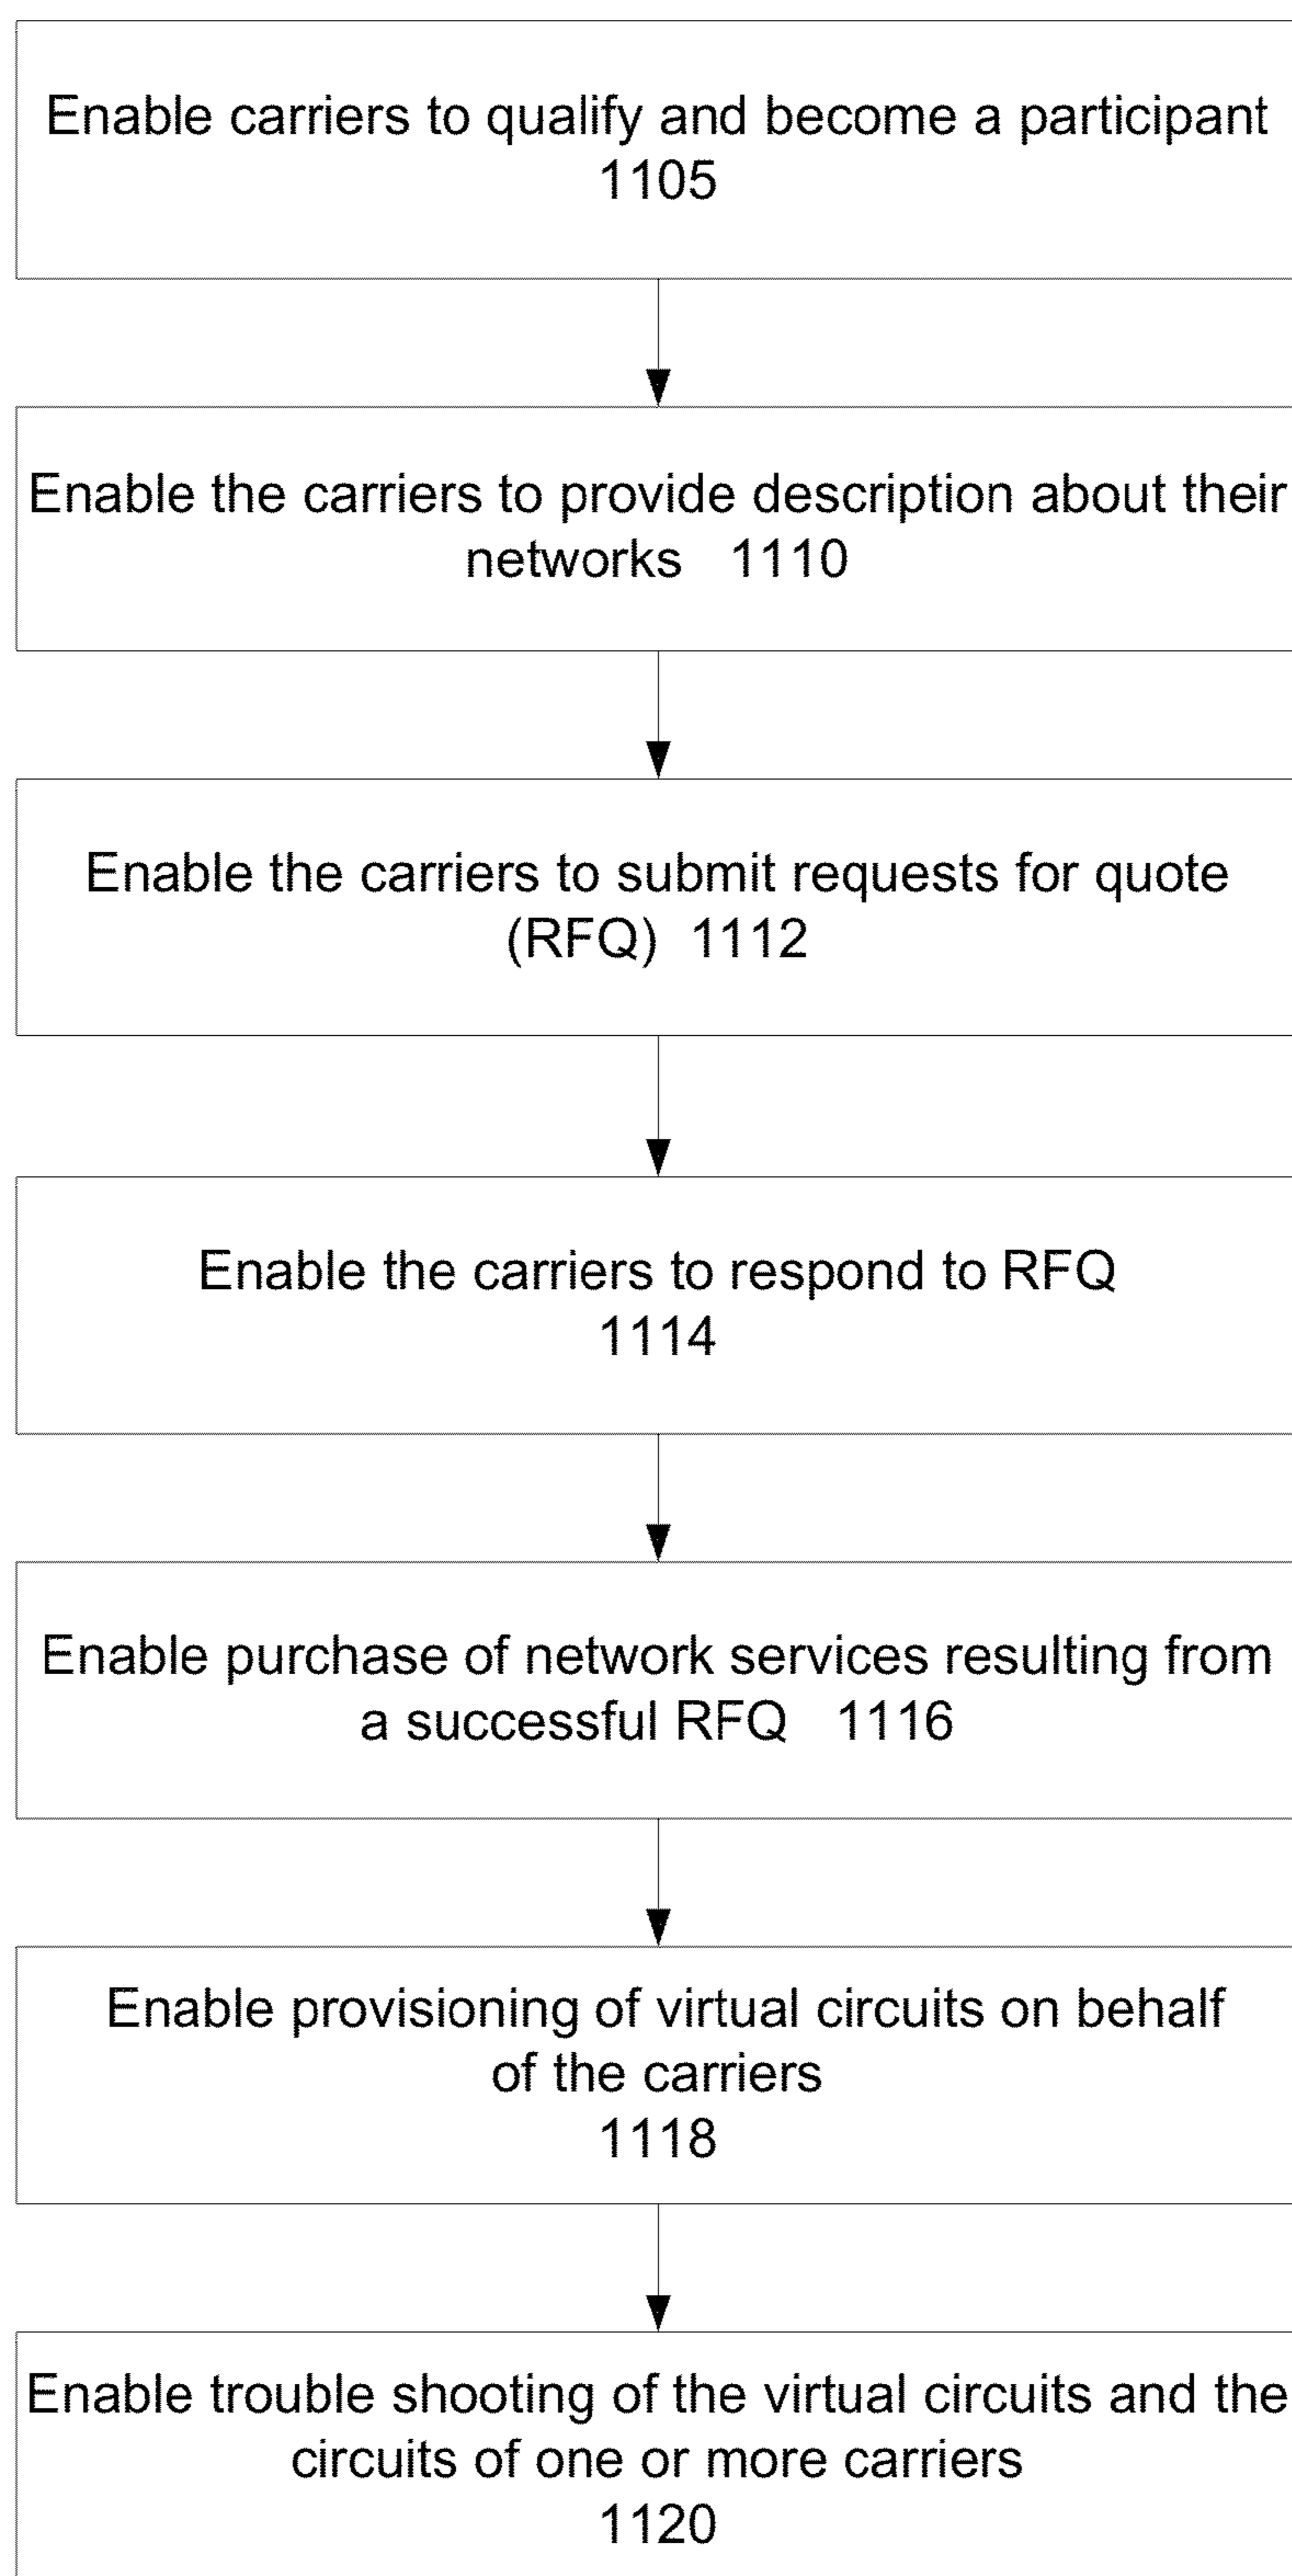 Enable carriers to qualify and become a participant
1105
Enable the carriers to provide description about their
networks 1110
Enable the carriers to submit requests for quote
(RFQ) 1112
Enable the carriers to respond to RFQ
1114
Enable purchase of network services resulting from
a successful RFQ 1116
Enable provisioning of virtual circuits on behalf
of the carriers
1118
Enable trouble shooting of the virtual circuits and the
circuits of one or more carriers
1120